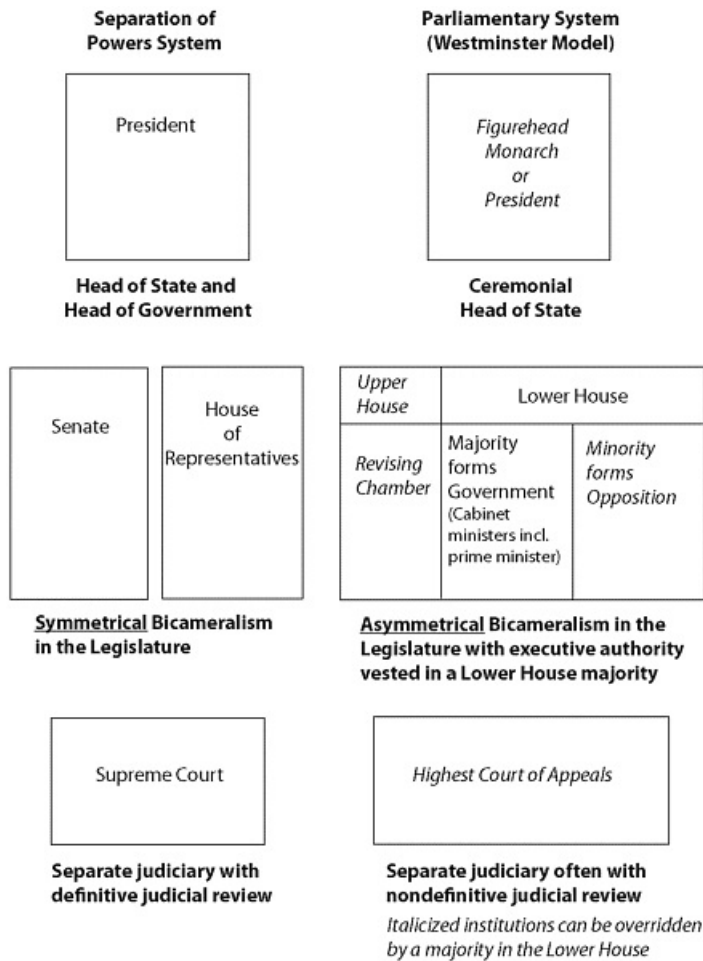 Separation of
Powers System
Parliamentary System
(Westminster Model)
President
Figurehead
Monarch
or
President
Head of State and
Head of Government
Ceremonial
Head of State
Senate
House
of
Representatives
Upper
House
Lower House
Revising
Chamber
Majority
forms
Government
(Cabinet
ministers incl.
prime minister)
Minority
forms
Opposition
Symmetrical Bicameralism
in the Legislature
Asymmetrical Bicameralism in the
Legislature with executive authority
vested in a Lower House majority
Supreme Court
Highest Court of Appeals
Separate judiciary with
definitive judicial review
Separate judiciary often with
nondefinitive judicial review
Italicized institutions can be overridden
by a majority in the Lower House